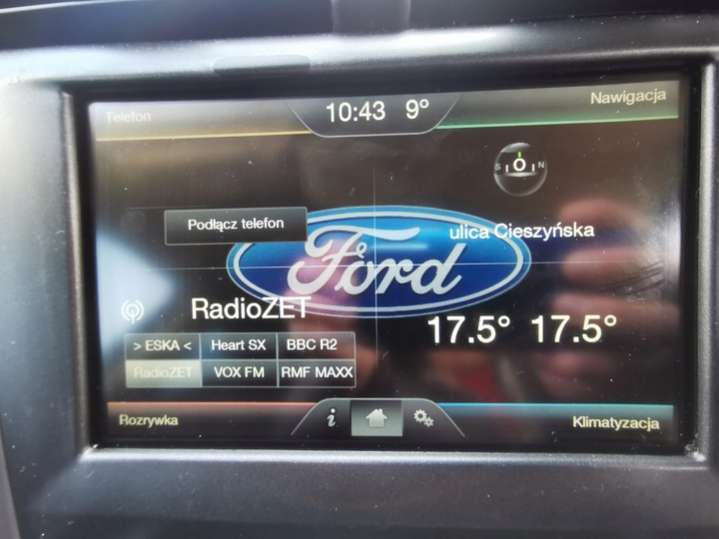 Telefon
10:43 9°
Nawigacja
S O N
Podłącz telefon
ulica Cieszyńska
Ford
RadioZET
17.5° 17.5°
> ESKA < Heart SX BBC R2
RadioZET VOX FM RMF MAXX
Rozrywka
i
Klimatyzacja